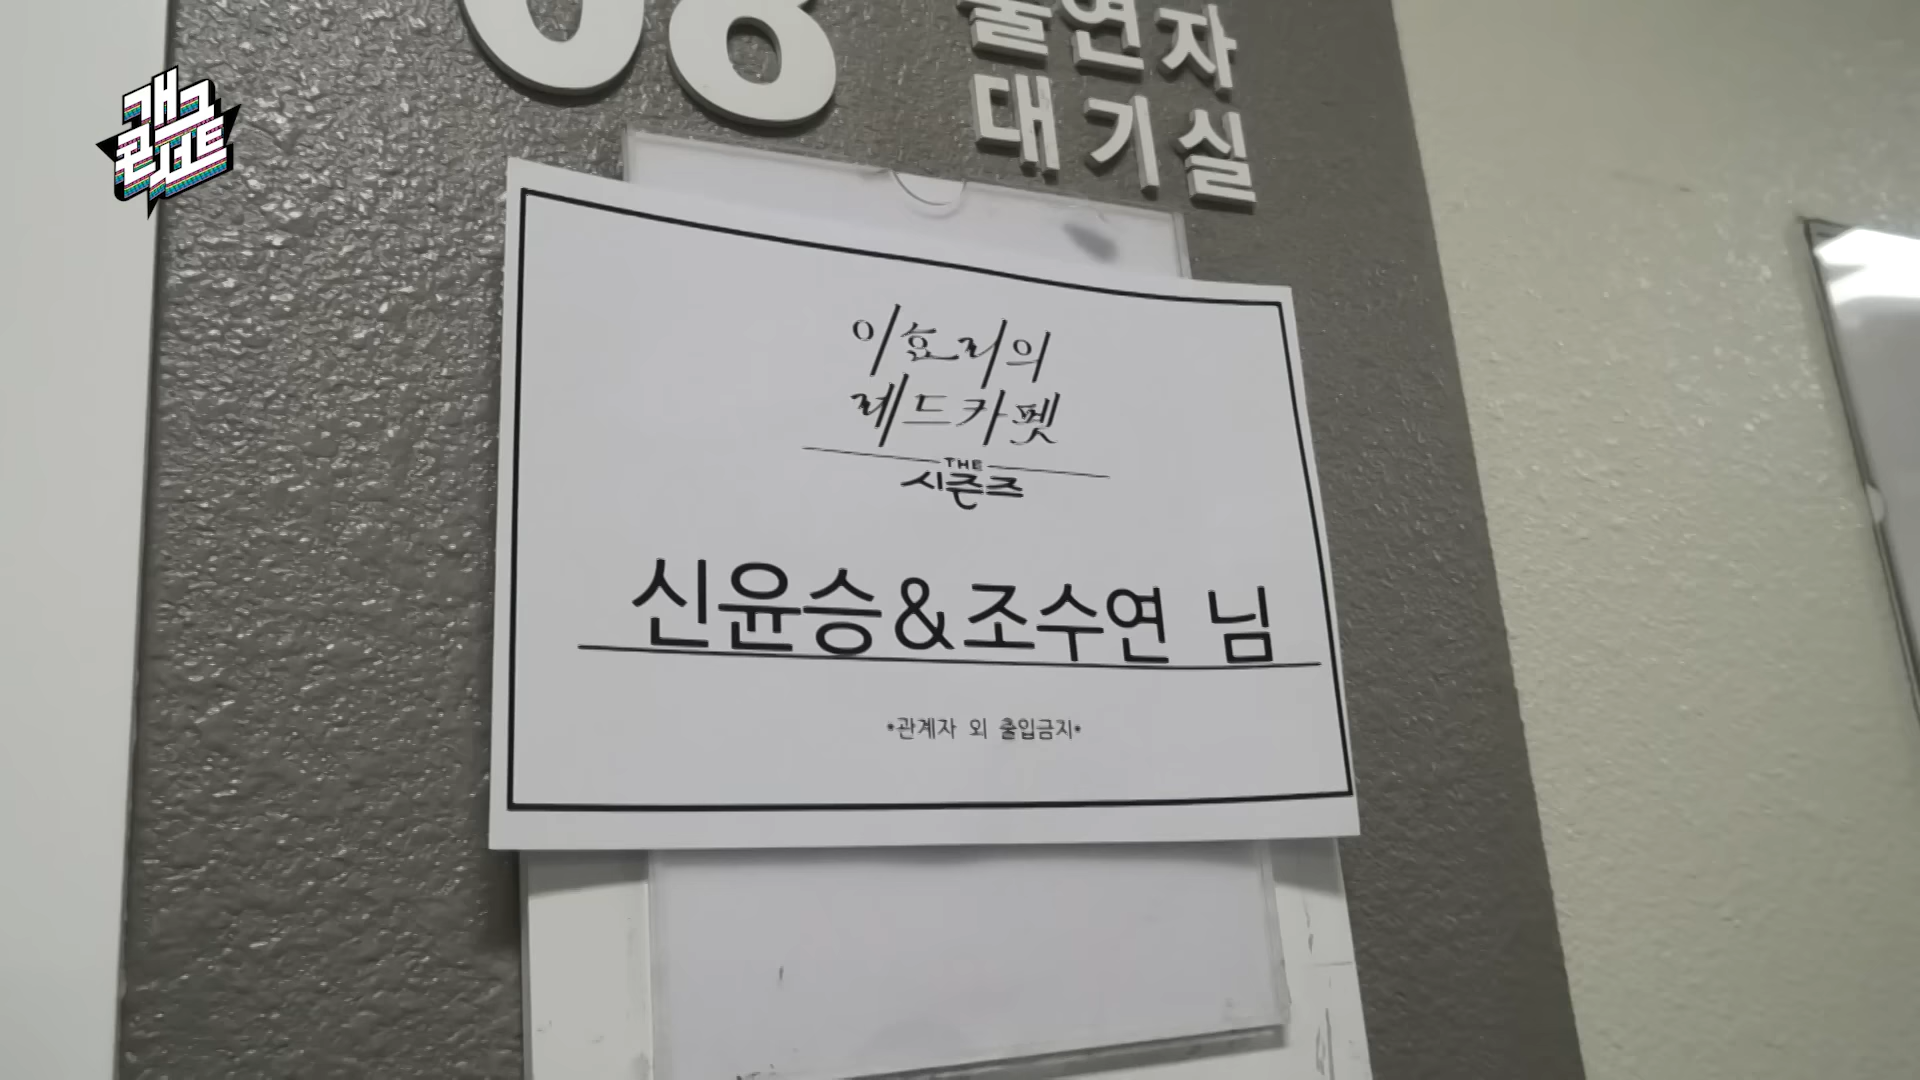 개그
콘서트
08
출연자
대기실
이효리의
레드카펫
THE
시즌즈
신윤승&조수연 님
*관계자 외 출입금지*